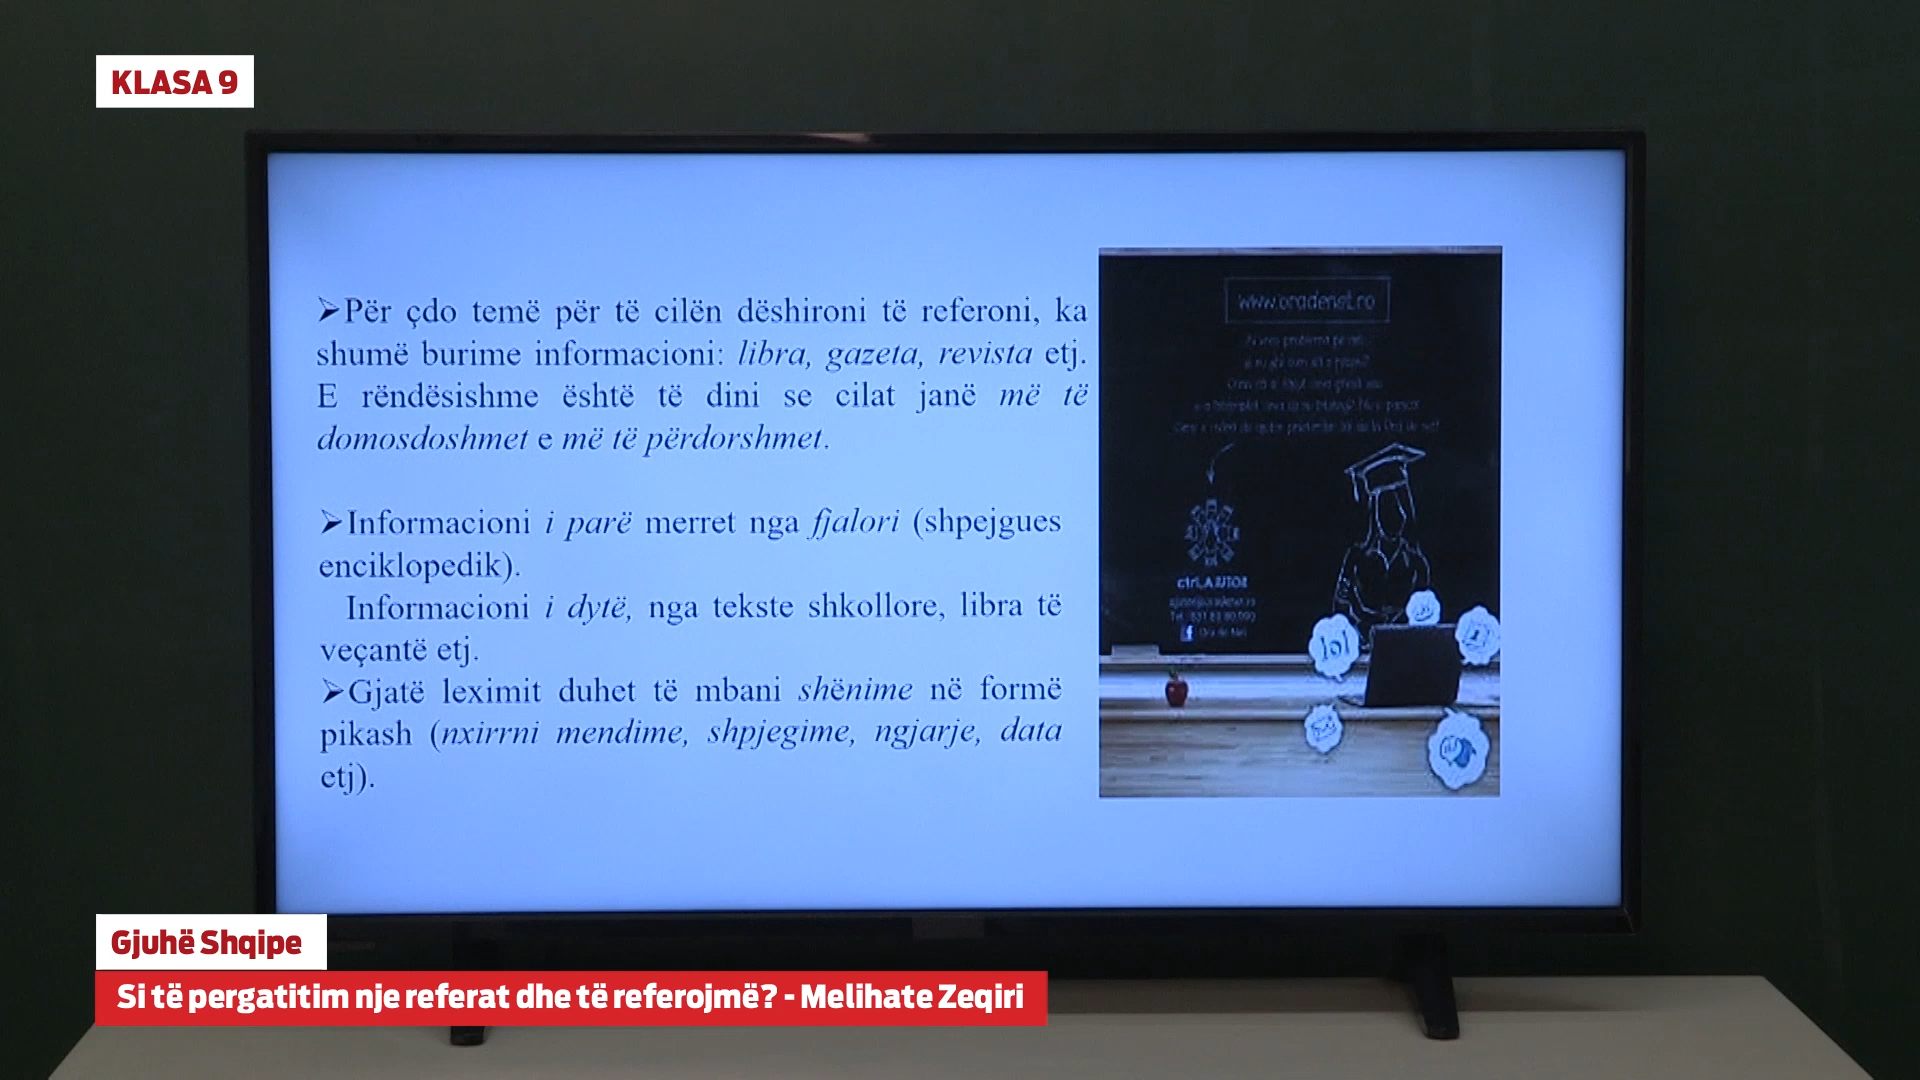 KLASA 9
➢Për çdo temë për të cilën dëshironi të referoni, ka
shumë burime informacioni: libra, gazeta, revista etj.
E rëndësishme është të dini se cilat janë më të
domosdoshmet e më të përdorshmet.
➢Informacioni i parë merret nga fjalori (shpejgues
enciklopedik).
Informacioni i dytë, nga tekste shkollore, libra të
veçantë etj.
➢Gjatë leximit duhet të mbani shënime në formë
pikash (nxirrni mendime, shpjegime, ngjarje, data
etj).
www.oradenet.ro
ctrl.AJUTOR
lol
Gjuhë Shqipe
Si të pergatitim nje referat dhe të referojmë? - Melihate Zeqiri